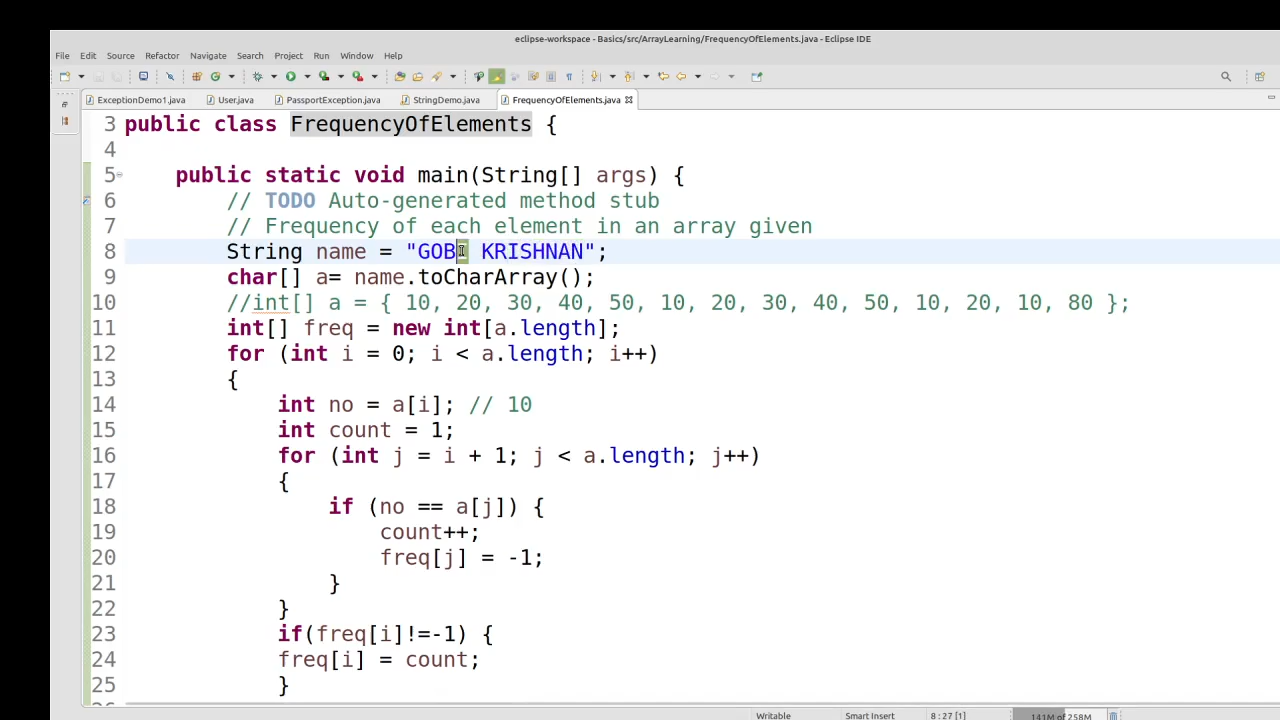 eclipse-workspace - Basics/src/ArrayLearning/FrequencyOfElements.java - Eclipse IDE
File Edit Source Refactor Navigate Search Project Run Window Help
ExceptionDemo1.java User.java PassportException.java StringDemo.java FrequencyOfElements.java
3 public class FrequencyOfElements {
4
5 public static void main(String[] args) {
6 // TODO Auto-generated method stub
7 // Frequency of each element in an array given
8 String name = "GOBI KRISHNAN";
9 char[] a= name.toCharArray();
10 //int[] a = { 10, 20, 30, 40, 50, 10, 20, 30, 40, 50, 10, 20, 10, 80 };
11 int[] freq = new int[a.length];
12 for (int i = 0; i < a.length; i++)
13 {
14 int no = a[i]; // 10
15 int count = 1;
16 for (int j = i + 1; j < a.length; j++)
17 {
18 if (no == a[j]) {
19 count++;
20 freq[j] = -1;
21 }
22 }
23 if(freq[i]!=-1) {
24 freq[i] = count;
25 }
Writable Smart Insert 8 : 27 [1] 141M of 258M